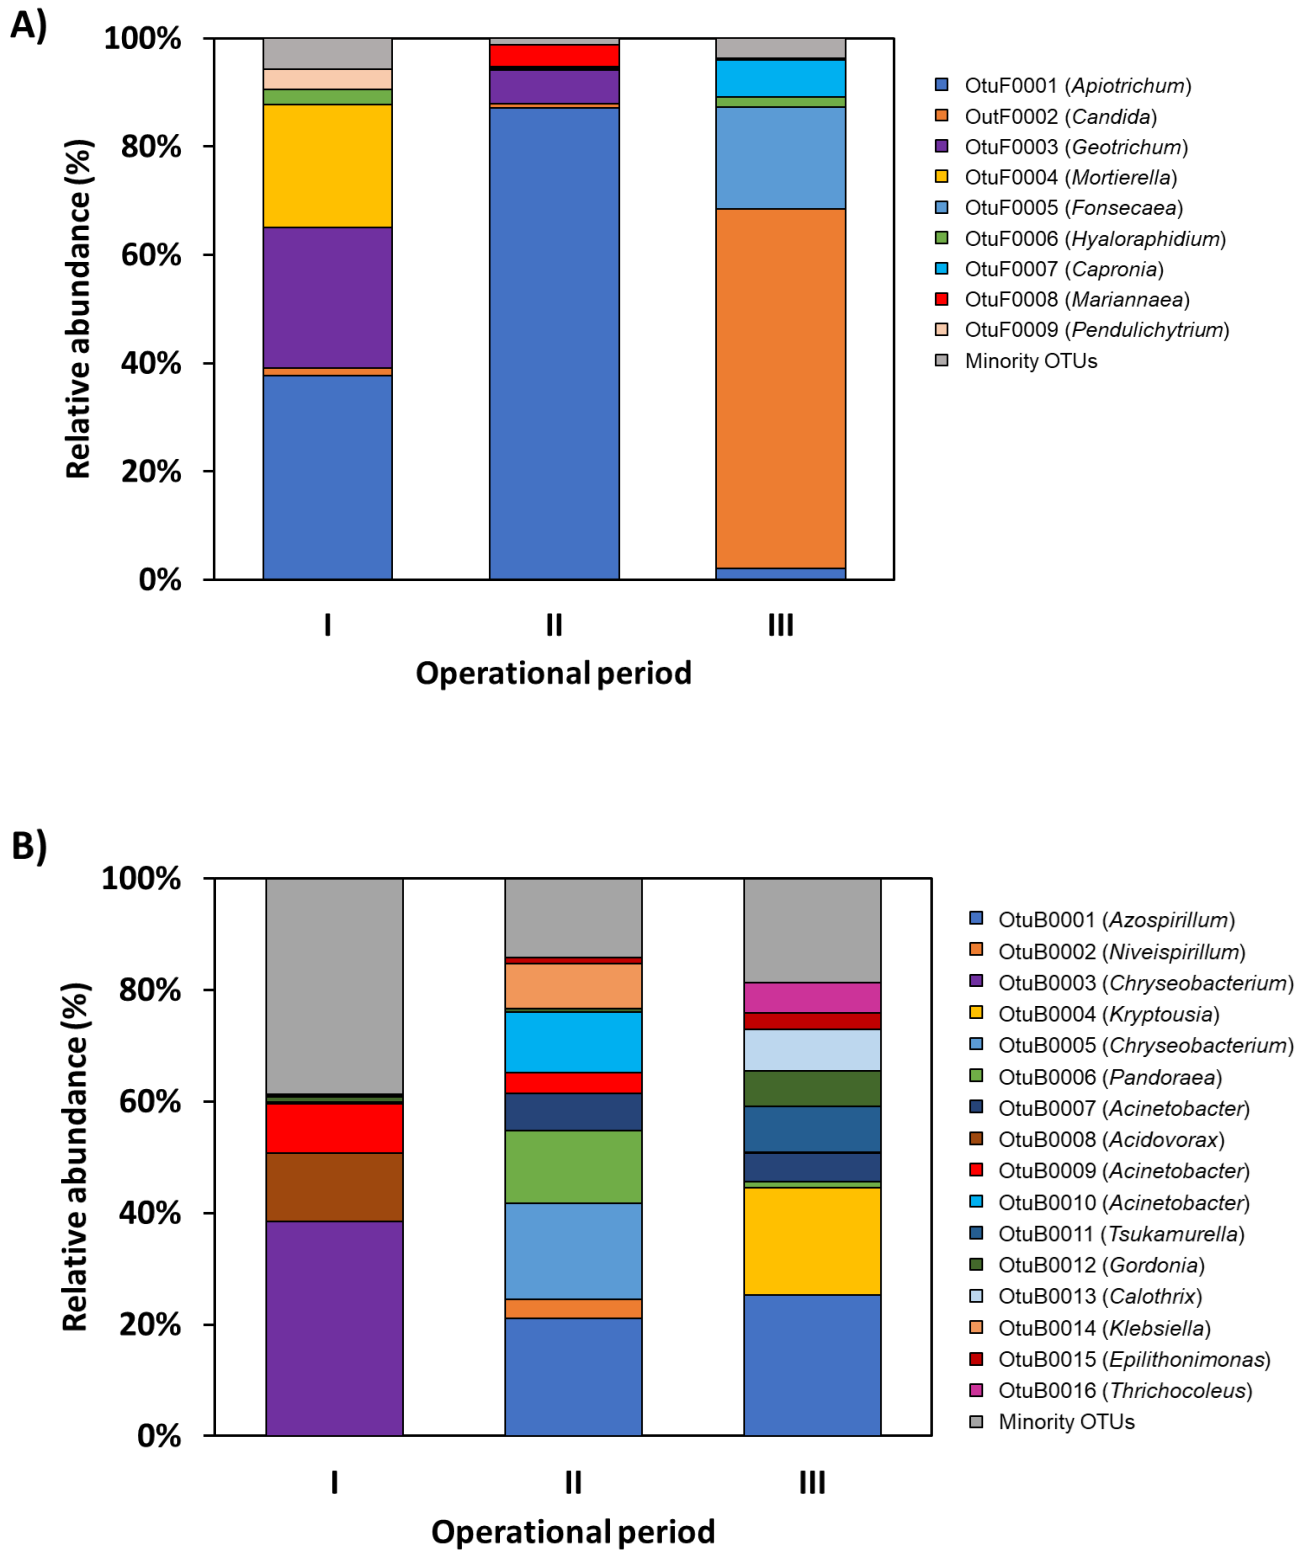 A)
100%
80%
60%
40%
20%
0%
Relative abundance (%)
I
II
III
Operational period
OtuF0001 (Apiotrichum)
OutF0002 (Candida)
OtuF0003 (Geotrichum)
OtuF0004 (Mortierella)
OtuF0005 (Fonsecaea)
OtuF0006 (Hyaloraphidium)
OtuF0007 (Capronia)
OtuF0008 (Mariannaea)
OtuF0009 (Pendulichytrium)
Minority OTUs
B)
100%
80%
60%
40%
20%
0%
Relative abundance (%)
I
II
III
Operational period
OtuB0001 (Azospirillum)
OtuB0002 (Niveispirillum)
OtuB0003 (Chryseobacterium)
OtuB0004 (Kryptousia)
OtuB0005 (Chryseobacterium)
OtuB0006 (Pandoraea)
OtuB0007 (Acinetobacter)
OtuB0008 (Acidovorax)
OtuB0009 (Acinetobacter)
OtuB0010 (Acinetobacter)
OtuB0011 (Tsukamurella)
OtuB0012 (Gordonia)
OtuB0013 (Calothrix)
OtuB0014 (Klebsiella)
OtuB0015 (Epilithonimonas)
OtuB0016 (Thrichocoleus)
Minority OTUs